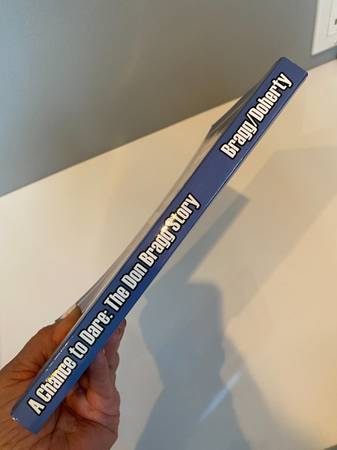 A Chance to Dare: The Don Bragg Story
Bragg/Doherty